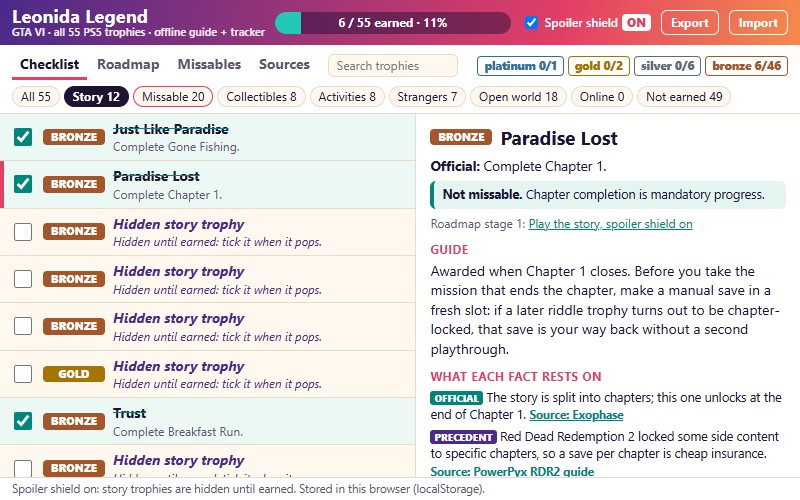 Leonida Legend
GTA VI · all 55 PS5 trophies · offline guide + tracker
6 / 55 earned · 11%
Spoiler shield ON
Export
Import
Checklist
Roadmap
Missables
Sources
Search trophies
platinum 0/1
gold 0/2
silver 0/6
bronze 6/46
All 55
Story 12
Missable 20
Collectibles 8
Activities 8
Strangers 7
Open world 18
Online 0
Not earned 49
BRONZE
Just Like Paradise
Complete Gone Fishing.
BRONZE
Paradise Lost
Complete Chapter 1.
BRONZE
Hidden story trophy
Hidden until earned: tick it when it pops.
BRONZE
Hidden story trophy
Hidden until earned: tick it when it pops.
BRONZE
Hidden story trophy
Hidden until earned: tick it when it pops.
GOLD
Hidden story trophy
Hidden until earned: tick it when it pops.
BRONZE
Trust
Complete Breakfast Run.
BRONZE
Hidden story trophy
BRONZE
Paradise Lost
Official: Complete Chapter 1.
Not missable. Chapter completion is mandatory progress.
Roadmap stage 1: Play the story, spoiler shield on
GUIDE
Awarded when Chapter 1 closes. Before you take the
mission that ends the chapter, make a manual save in a
fresh slot: if a later riddle trophy turns out to be chapter-
locked, that save is your way back without a second
playthrough.
WHAT EACH FACT RESTS ON
OFFICIAL The story is split into chapters; this one unlocks at the
end of Chapter 1. Source: Exophase
PRECEDENT Red Dead Redemption 2 locked some side content
to specific chapters, so a save per chapter is cheap insurance.
Source: PowerPyx RDR2 guide
Spoiler shield on: story trophies are hidden until earned. Stored in this browser (localStorage).